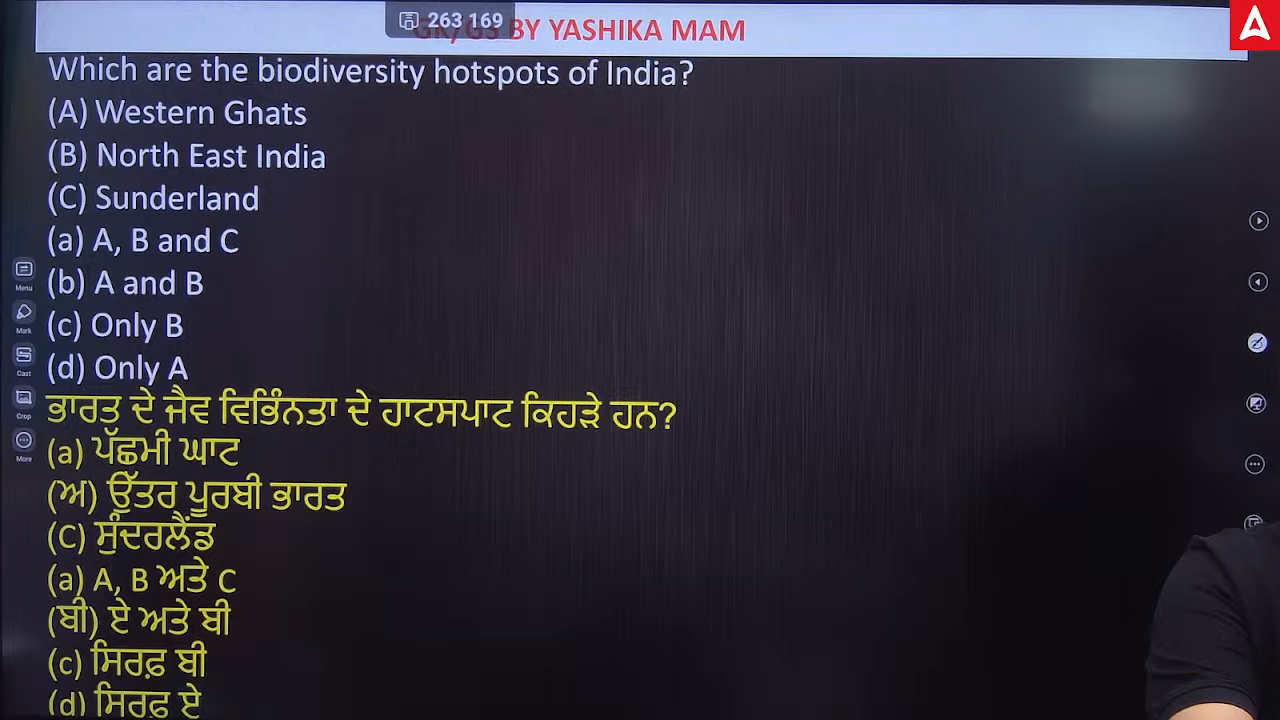 263 169
BY YASHIKA MAM
Which are the biodiversity hotspots of India?
(A) Western Ghats
(B) North East India
(C) Sunderland
(a) A, B and C
(b) A and B
(c) Only B
(d) Only A
ਭਾਰਤ ਦੇ ਜੈਵ ਵਿਭਿੰਨਤਾ ਦੇ ਹਾਟਸਪਾਟ ਕਿਹੜੇ ਹਨ?
(a) ਪੱਛਮੀ ਘਾਟ
(ਅ) ਉੱਤਰ ਪੂਰਬੀ ਭਾਰਤ
(C) ਸੁੰਦਰਲੈਂਡ
(a) A, B ਅਤੇ C
(ਬੀ) ਏ ਅਤੇ ਬੀ
(c) ਸਿਰਫ਼ ਬੀ
(d) ਸਿਰਫ਼ ਏ
Menu
Mark
Cast
Crop
More